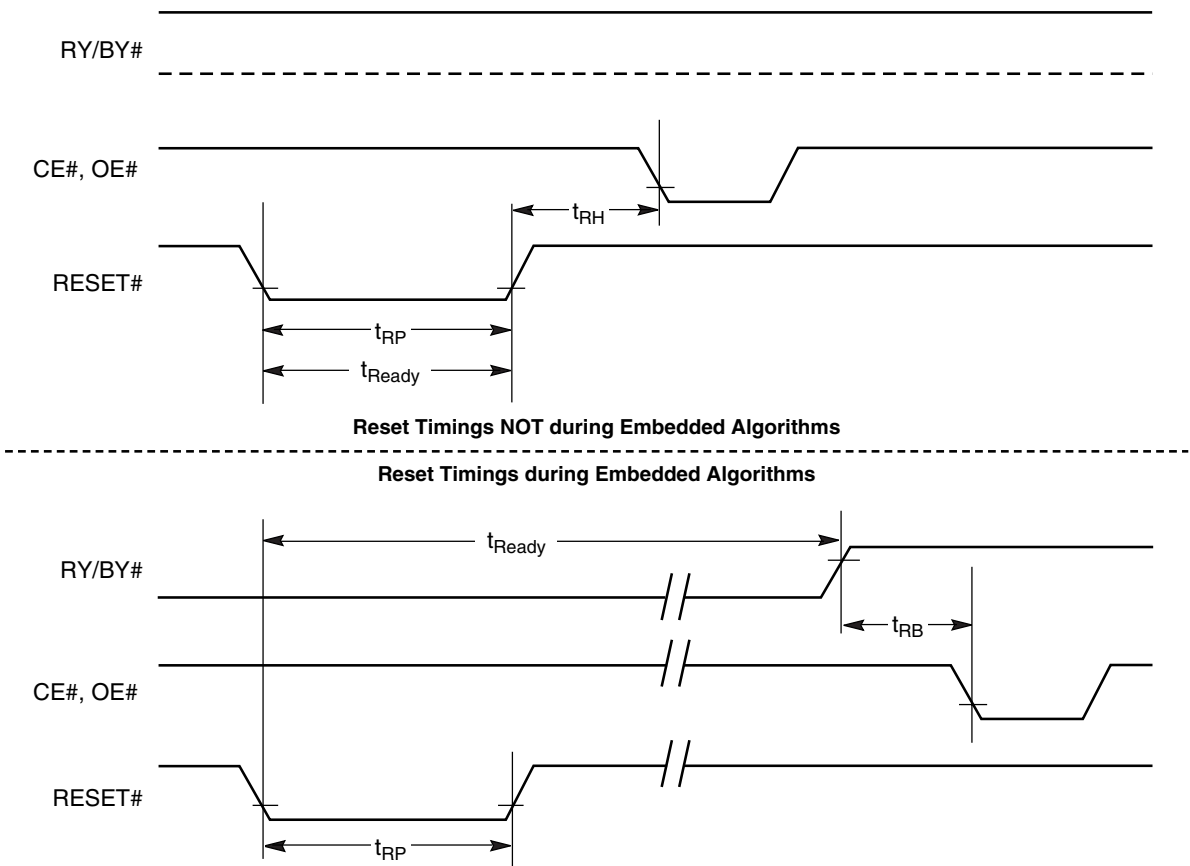 RY/BY#
CE#, OE#
tRH
RESET#
tRP
tReady
Reset Timings NOT during Embedded Algorithms
Reset Timings during Embedded Algorithms
tReady
RY/BY#
tRB
CE#, OE#
RESET#
tRP